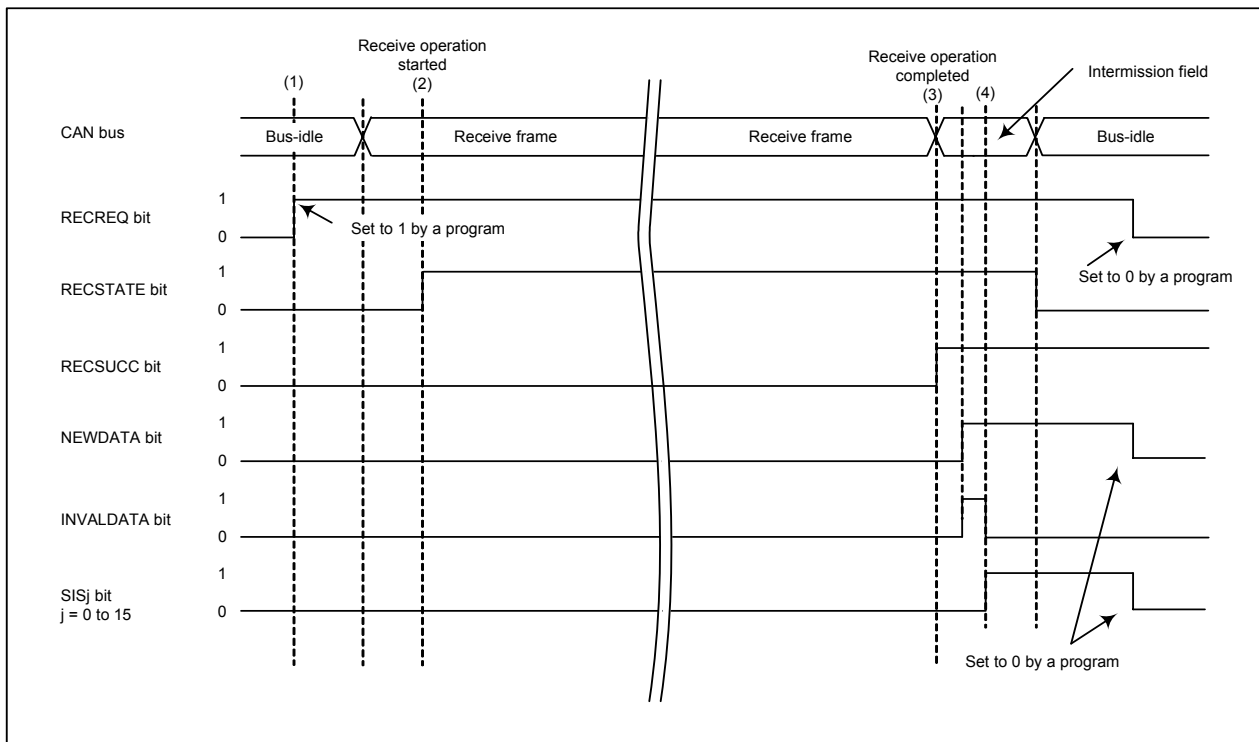 Receive operation
started
(1)
(2)
Receive operation
completed
(3)
(4)
Intermission field
CAN bus
Bus-idle
Receive frame
Receive frame
Bus-idle
RECREQ bit
1
0
Set to 1 by a program
Set to 0 by a program
RECSTATE bit
1
0
RECSUCC bit
1
0
NEWDATA bit
1
0
INVALDATA bit
1
0
SISj bit
j = 0 to 15
1
0
Set to 0 by a program